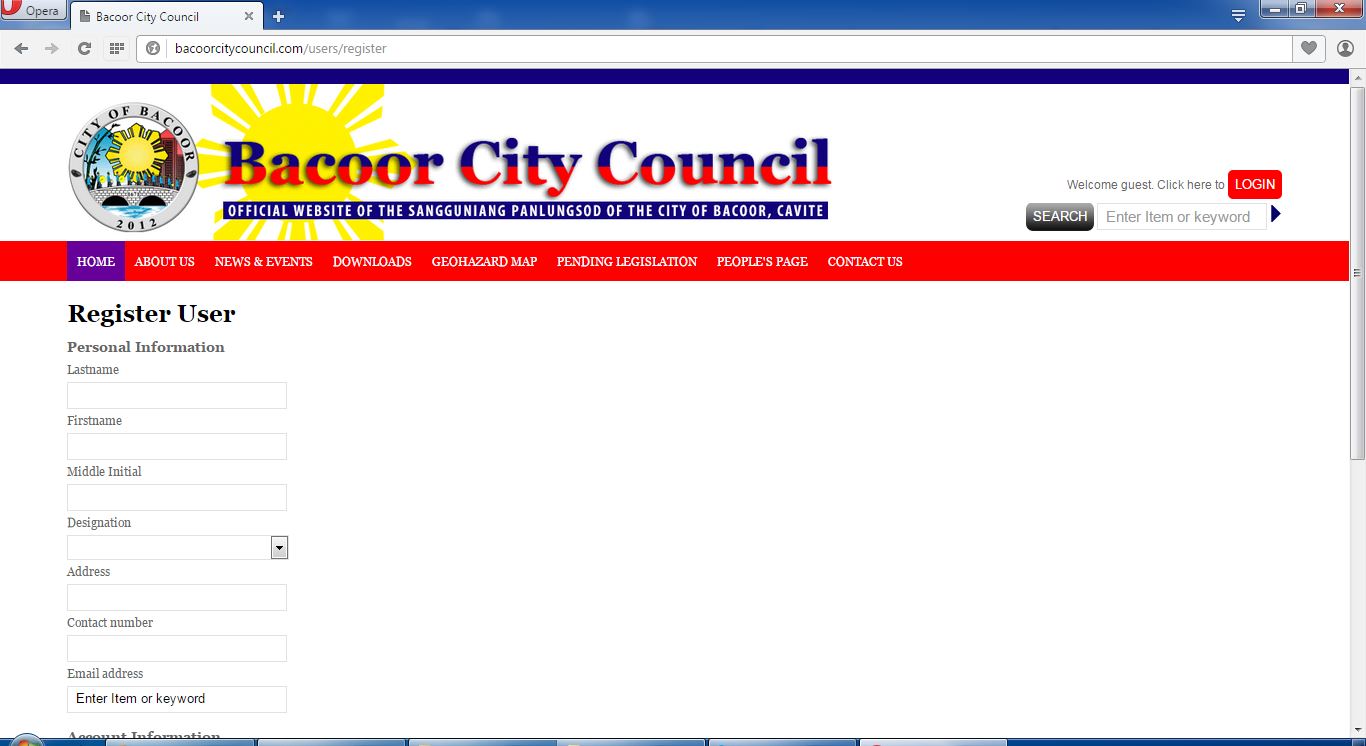 Opera
Bacoor City Council
bacoorcitycouncil.com/users/register
CITY OF BACOOR
2012
Bacoor City Council
OFFICIAL WEBSITE OF THE SANGGUNIANG PANLUNGSOD OF THE CITY OF BACOOR, CAVITE
Welcome guest. Click here to LOGIN
SEARCH Enter Item or keyword
HOME ABOUT US NEWS & EVENTS DOWNLOADS GEOHAZARD MAP PENDING LEGISLATION PEOPLE'S PAGE CONTACT US
Register User
Personal Information
Lastname
Firstname
Middle Initial
Designation
Address
Contact number
Email address
Enter Item or keyword
Account Information